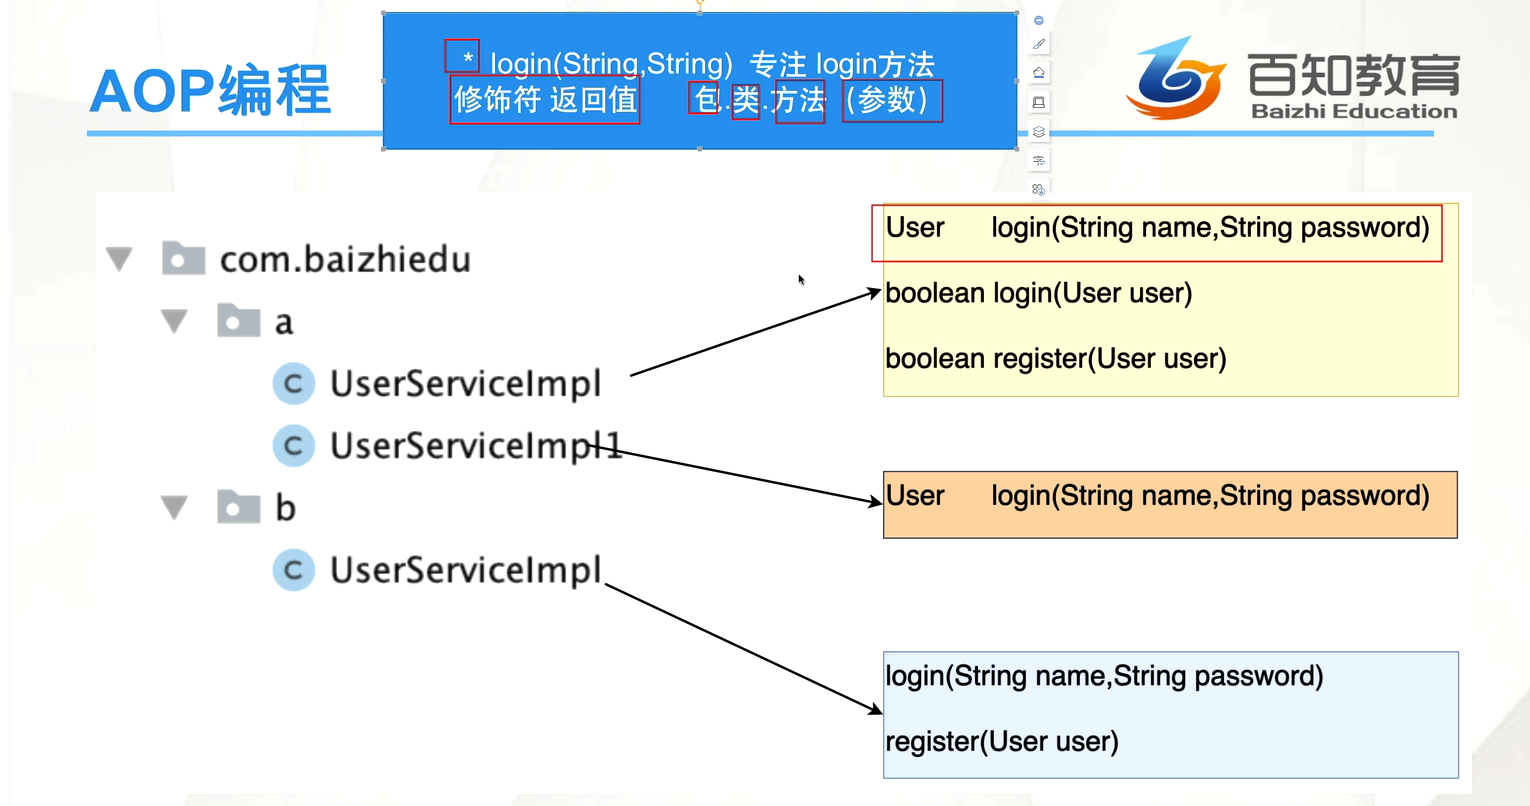 AOP编程
* login(String,String) 专注 login方法
修饰符 返回值 包.类.方法 (参数)
百知教育
Baizhi Education
com.baizhiedu
a
UserServiceImpl
UserServiceImpl1
b
UserServiceImpl
User login(String name,String password)
boolean login(User user)
boolean register(User user)
User login(String name,String password)
login(String name,String password)
register(User user)